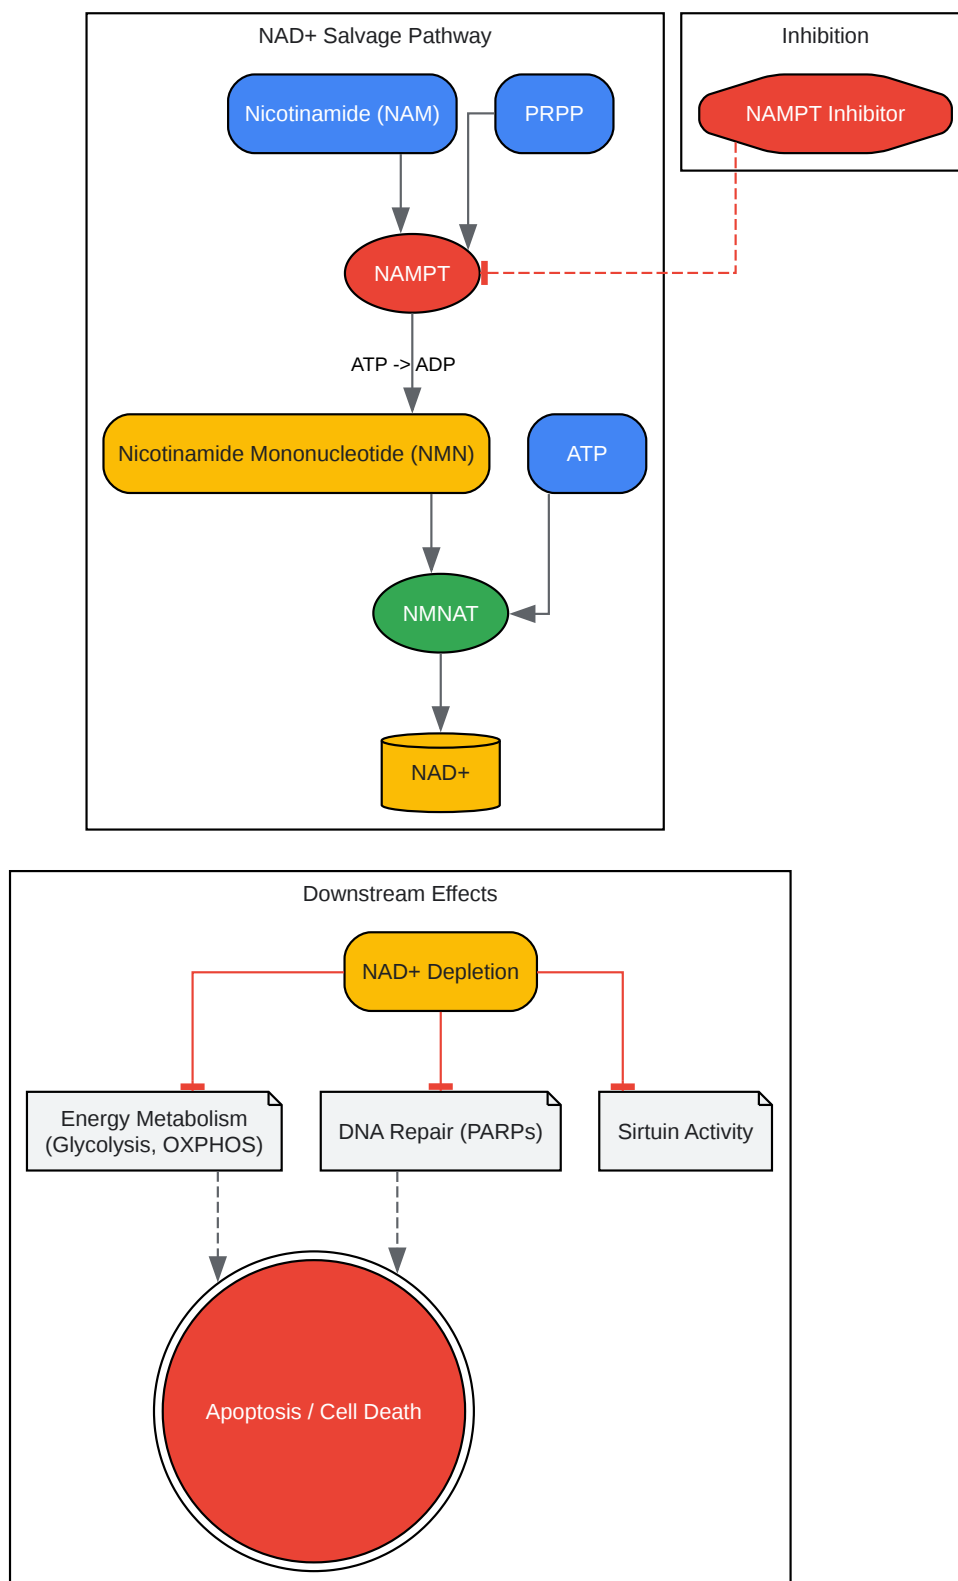 NAD+ Salvage Pathway
Inhibition
Nicotinamide (NAM)
PRPP
NAMPT Inhibitor
NAMPT
ATP -> ADP
Nicotinamide Mononucleotide (NMN)
ATP
NMNAT
NAD+
Downstream Effects
NAD+ Depletion
Energy Metabolism
(Glycolysis, OXPHOS)
DNA Repair (PARPs)
Sirtuin Activity
Apoptosis / Cell Death